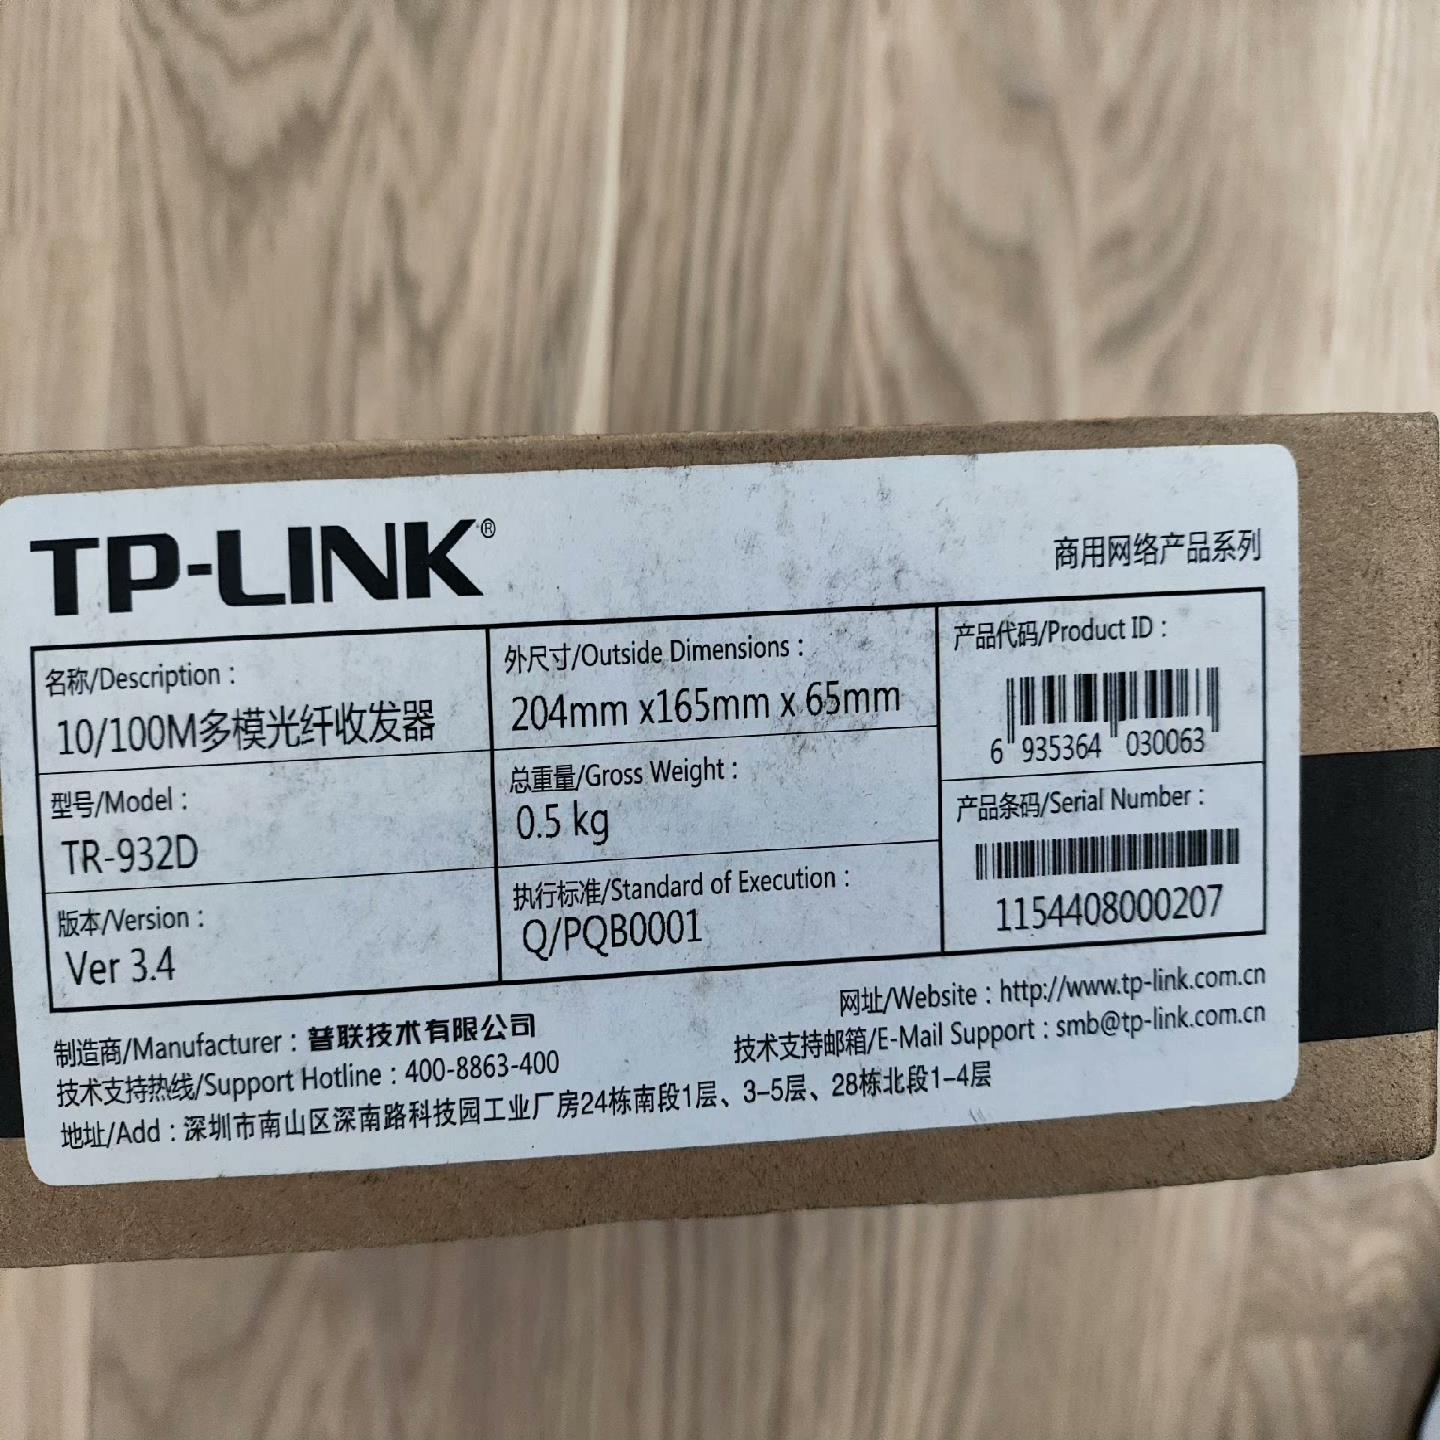 TP-LINK®
商用网络产品系列
名称/Description：
10/100M多模光纤收发器
型号/Model：
TR-932D
版本/Version：
Ver 3.4
外尺寸/Outside Dimensions：
204mm x165mm x 65mm
总重量/Gross Weight：
0.5 kg
执行标准/Standard of Execution：
Q/PQB0001
产品代码/Product ID：
6 935364 030063
产品条码/Serial Number：
1154408000207
制造商/Manufacturer：普联技术有限公司
网址/Website：http://www.tp-link.com.cn
技术支持热线/Support Hotline：400-8863-400
技术支持邮箱/E-Mail Support：smb@tp-link.com.cn
地址/Add：深圳市南山区深南路科技园工业厂房24栋南段1层、3-5层、28栋北段1-4层